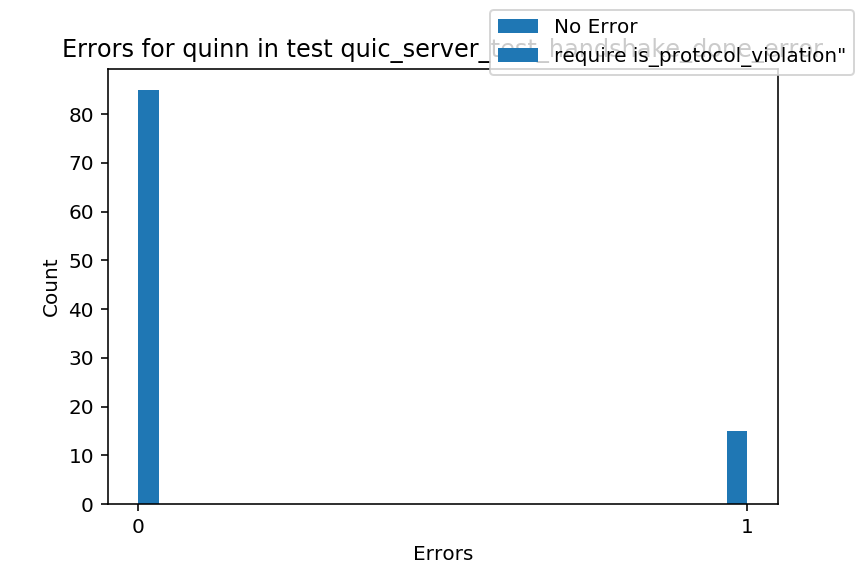 No Error
Errors for quinn in test quic_server_test_handshake_done_error
require is_protocol_violation"
80
70
60
50
40
30
20
10
0
Count
0 1
Errors